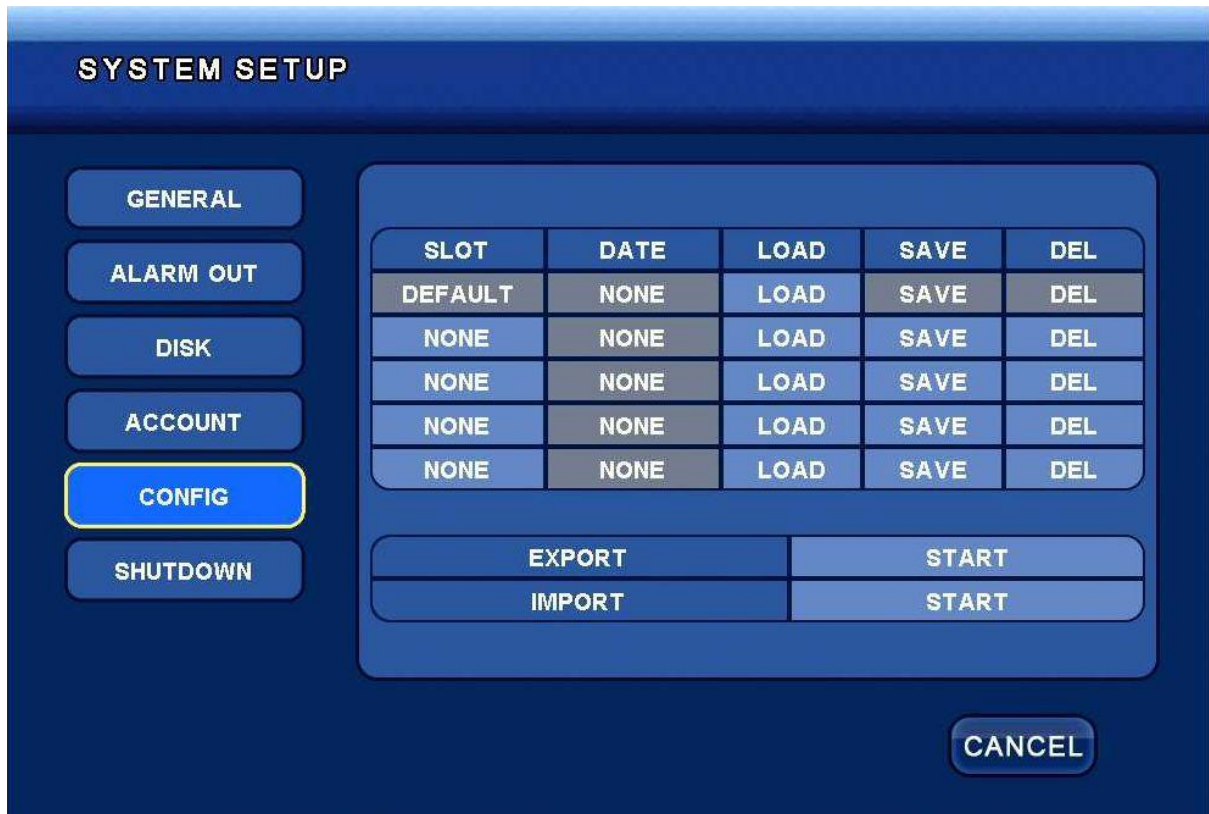 SYSTEM SETUP
GENERAL
ALARM OUT
DISK
ACCOUNT
CONFIG
SHUTDOWN
SLOT DATE LOAD SAVE DEL
DEFAULT NONE LOAD SAVE DEL
NONE NONE LOAD SAVE DEL
NONE NONE LOAD SAVE DEL
NONE NONE LOAD SAVE DEL
NONE NONE LOAD SAVE DEL
EXPORT START
IMPORT START
CANCEL